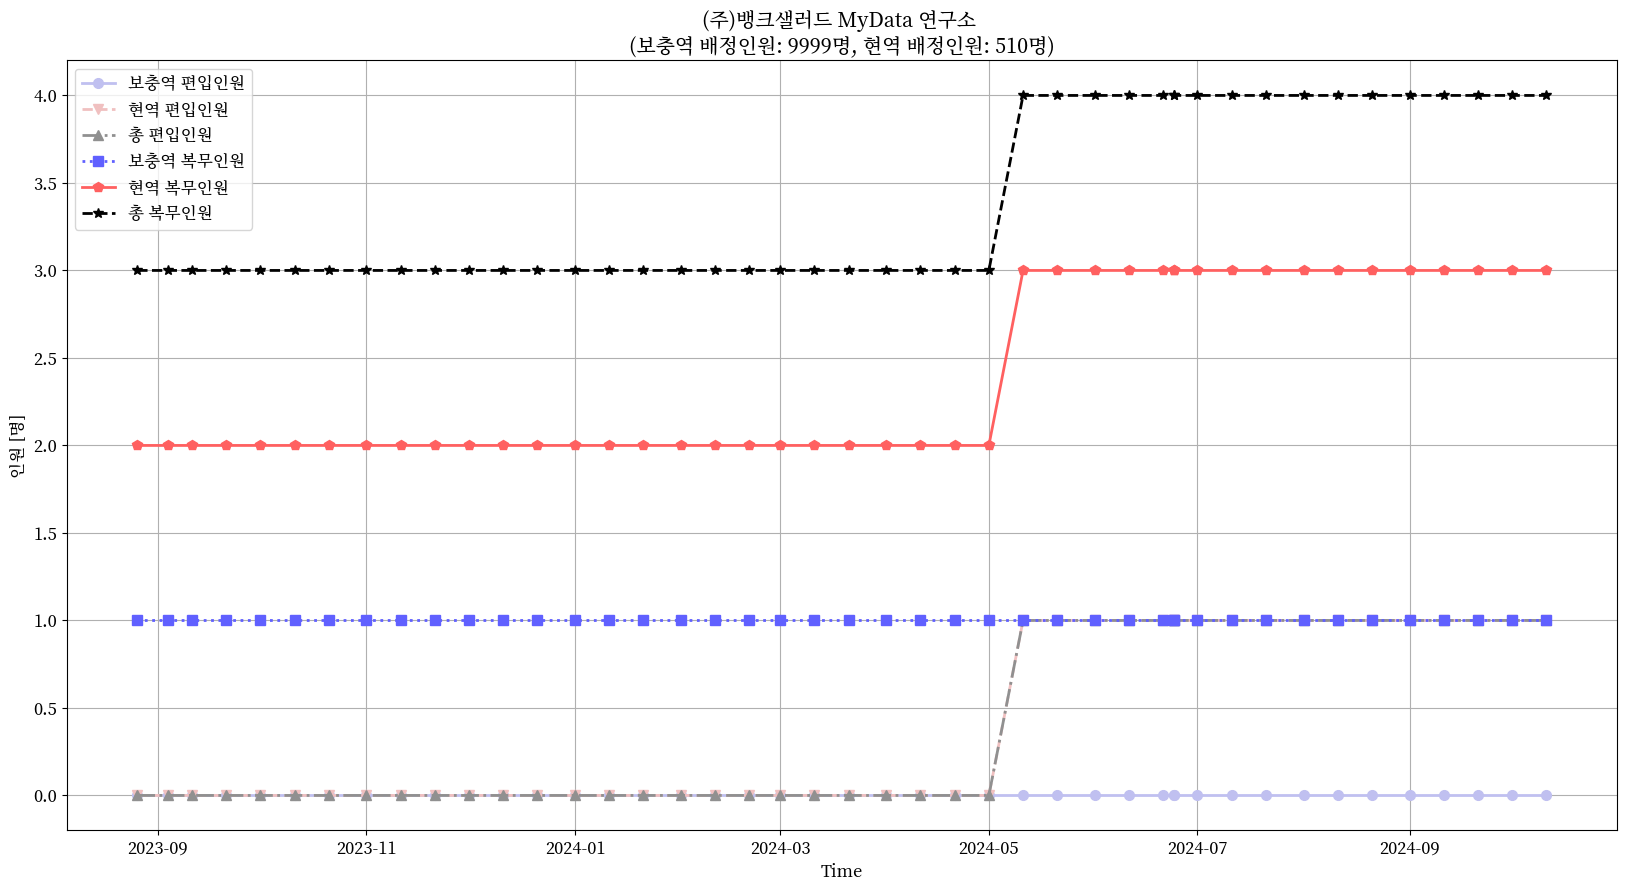 (주)뱅크샐러드 MyData 연구소
(보충역 배정인원: 9999명, 현역 배정인원: 510명)
보충역 편입인원
현역 편입인원
총 편입인원
보충역 복무인원
현역 복무인원
총 복무인원
4.0
3.5
3.0
2.5
2.0
1.5
1.0
0.5
0.0
인원 [명]
2023-09 2023-11 2024-01 2024-03 2024-05 2024-07 2024-09
Time